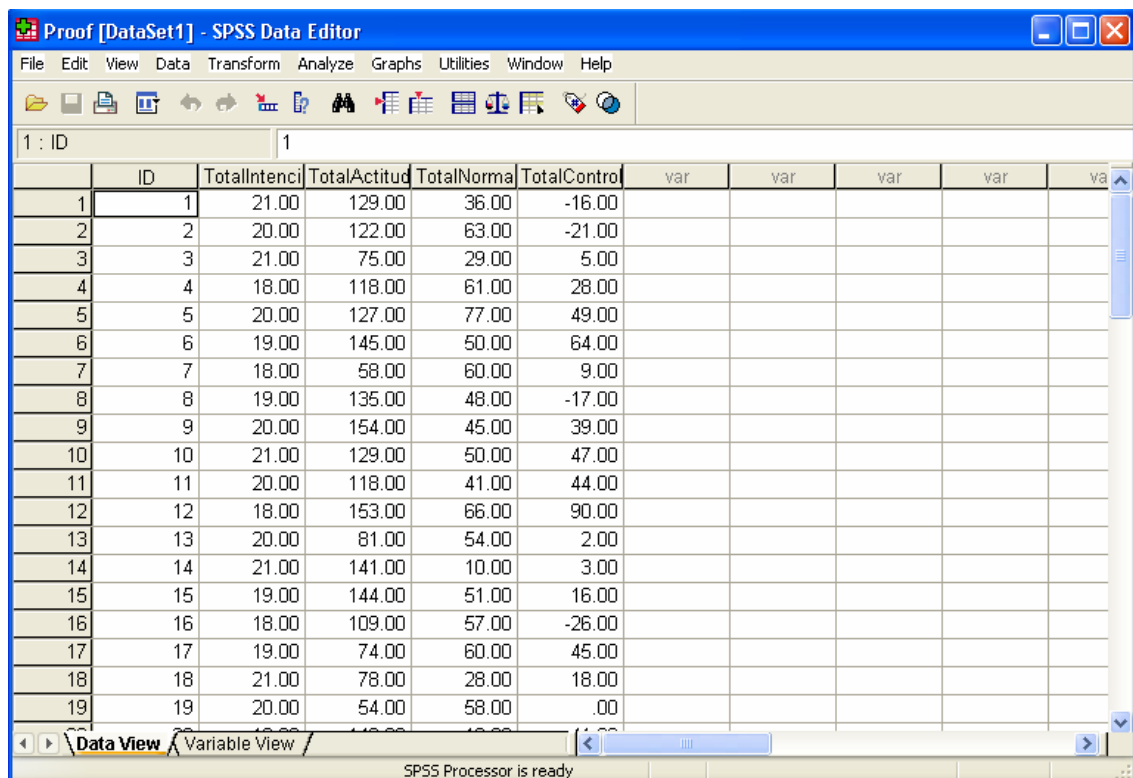 Proof [DataSet1] - SPSS Data Editor
File Edit View Data Transform Analyze Graphs Utilities Window Help
1 : ID 1
ID TotalIntenci TotalActitud TotalNorma TotalControl var var var var va
1 1 21.00 129.00 36.00 -16.00
2 2 20.00 122.00 63.00 -21.00
3 3 21.00 75.00 29.00 5.00
4 4 18.00 118.00 61.00 28.00
5 5 20.00 127.00 77.00 49.00
6 6 19.00 145.00 50.00 64.00
7 7 18.00 58.00 60.00 9.00
8 8 19.00 135.00 48.00 -17.00
9 9 20.00 154.00 45.00 39.00
10 10 21.00 129.00 50.00 47.00
11 11 20.00 118.00 41.00 44.00
12 12 18.00 153.00 66.00 90.00
13 13 20.00 81.00 54.00 2.00
14 14 21.00 141.00 10.00 3.00
15 15 19.00 144.00 51.00 16.00
16 16 18.00 109.00 57.00 -26.00
17 17 19.00 74.00 60.00 45.00
18 18 21.00 78.00 28.00 18.00
19 19 20.00 54.00 58.00 .00
Data View Variable View
SPSS Processor is ready